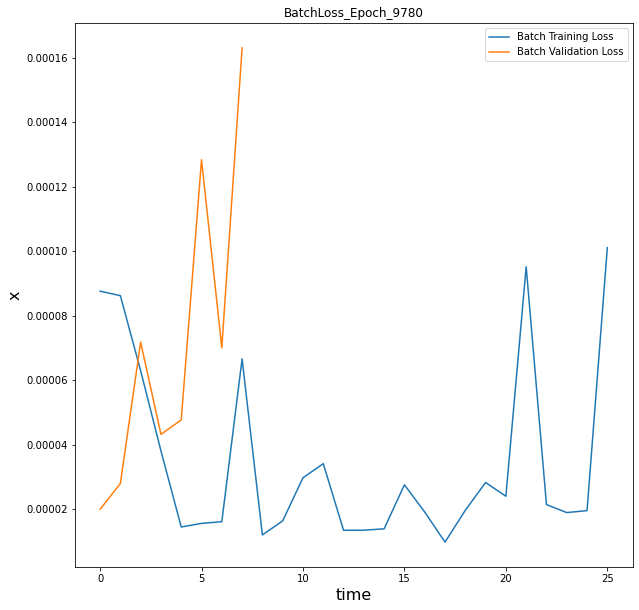 BatchLoss_Epoch_9780
Batch Training Loss
Batch Validation Loss
0.00016
0.00014
0.00012
0.00010
0.00008
0.00006
0.00004
0.00002
x
0 5 10 15 20 25
time